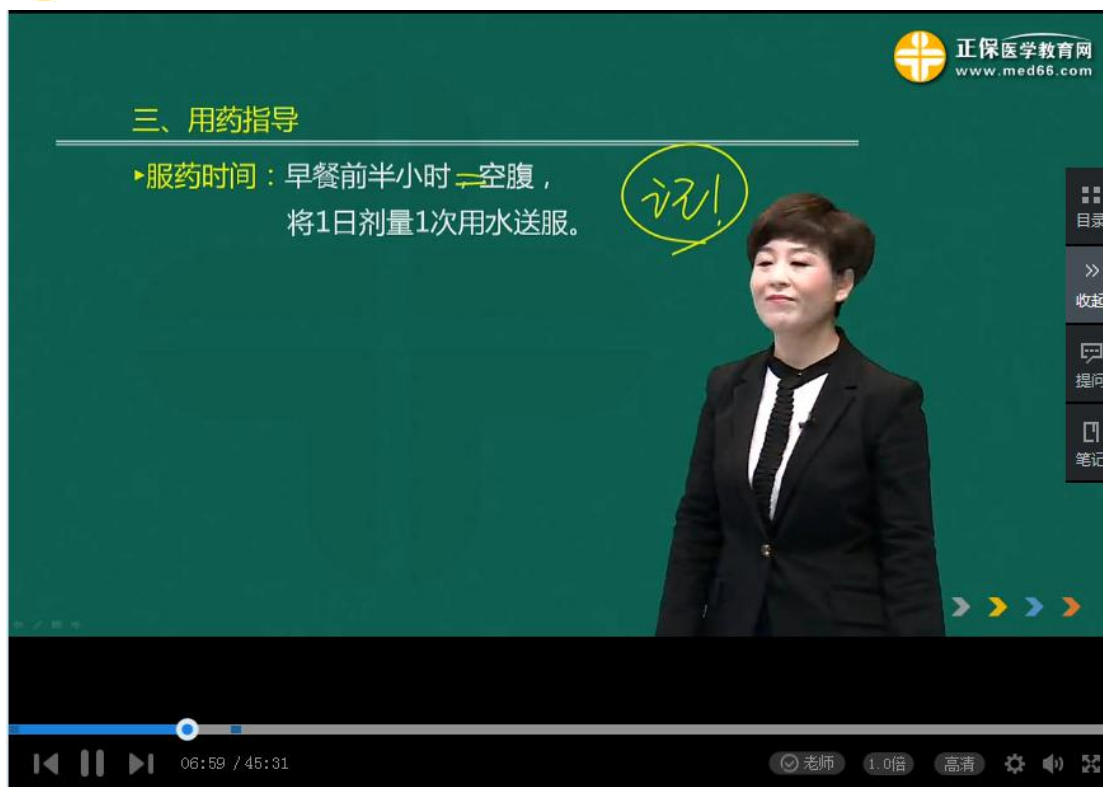 正保医学教育网
www.med66.com
三、用药指导
▸服药时间：早餐前半小时，空腹，
将1日剂量1次用水送服。
记！
目录
收起
提问
笔记
06:59 / 45:31
老师
1.0倍
高清